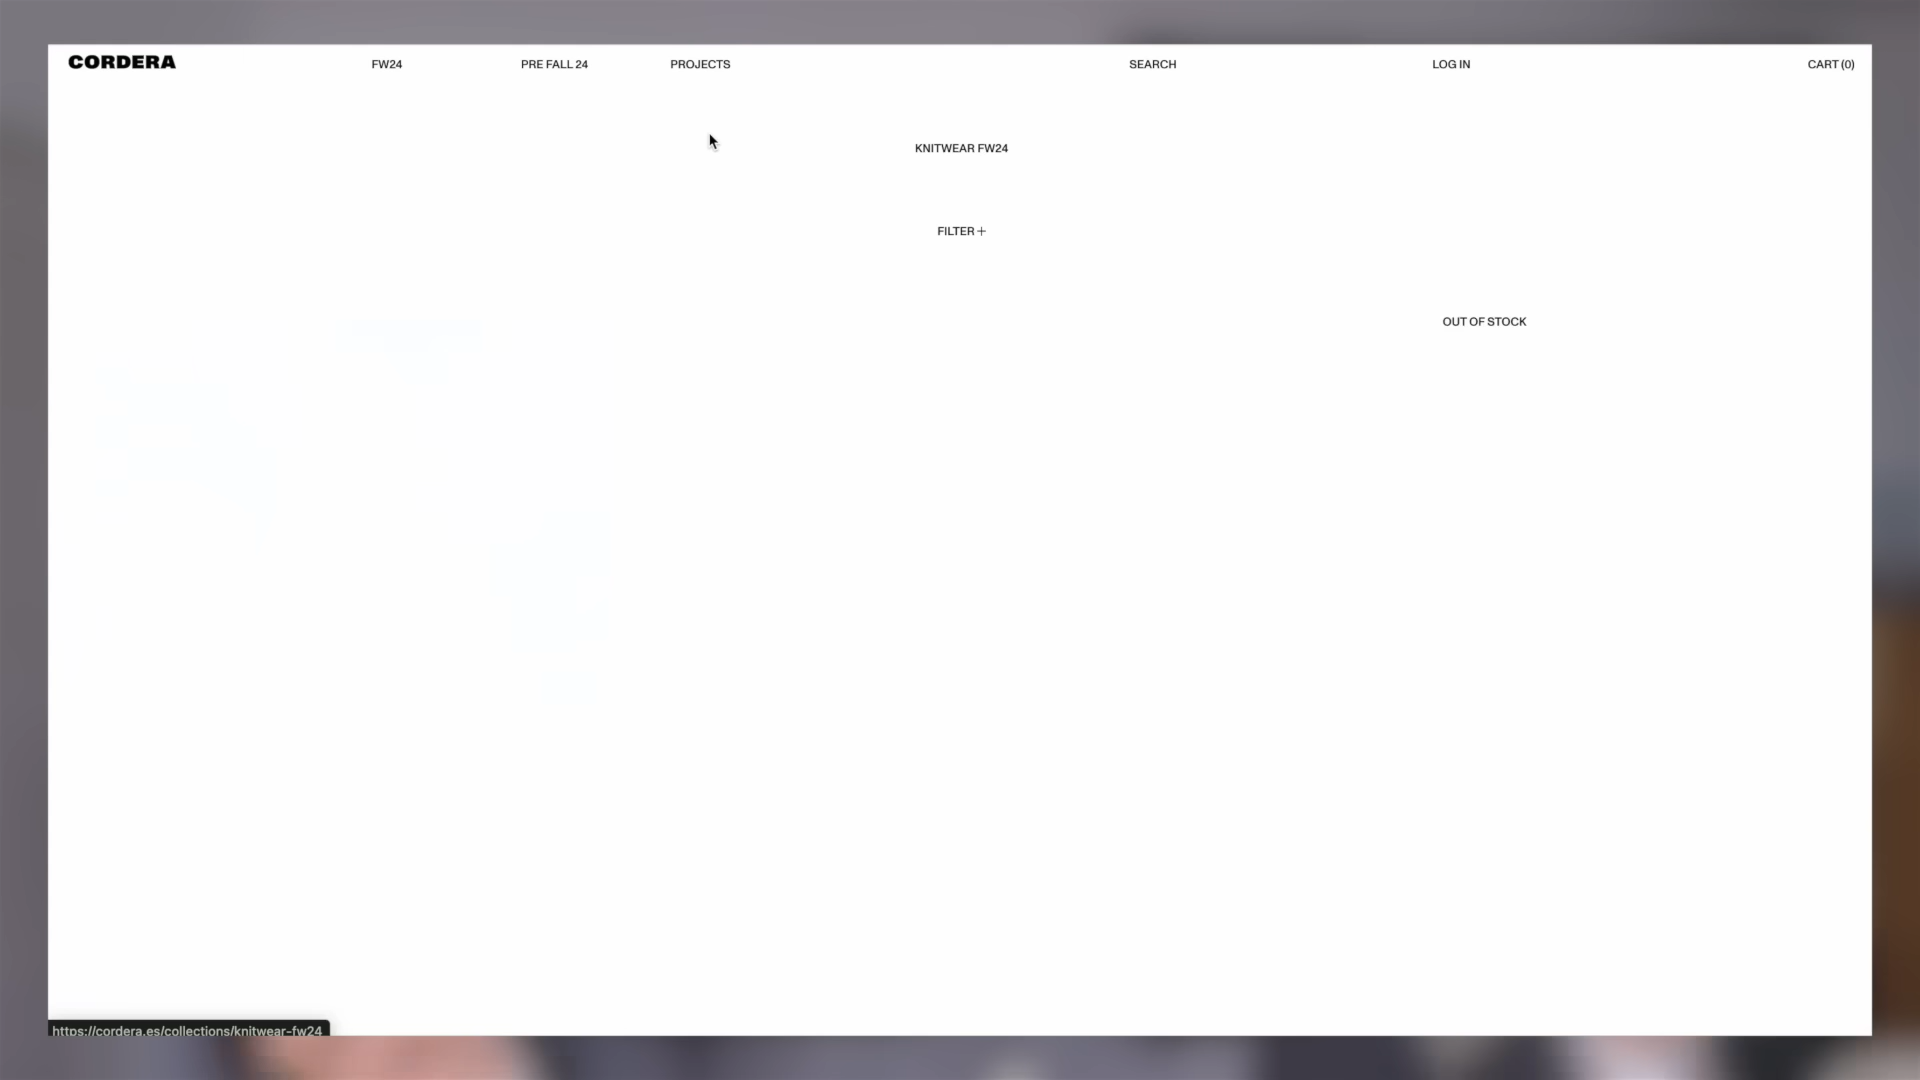 CORDERA
FW24
PRE FALL 24
PROJECTS
SEARCH
LOG IN
CART (0)
KNITWEAR FW24
FILTER +
OUT OF STOCK
https://cordera.es/collections/knitwear-fw24